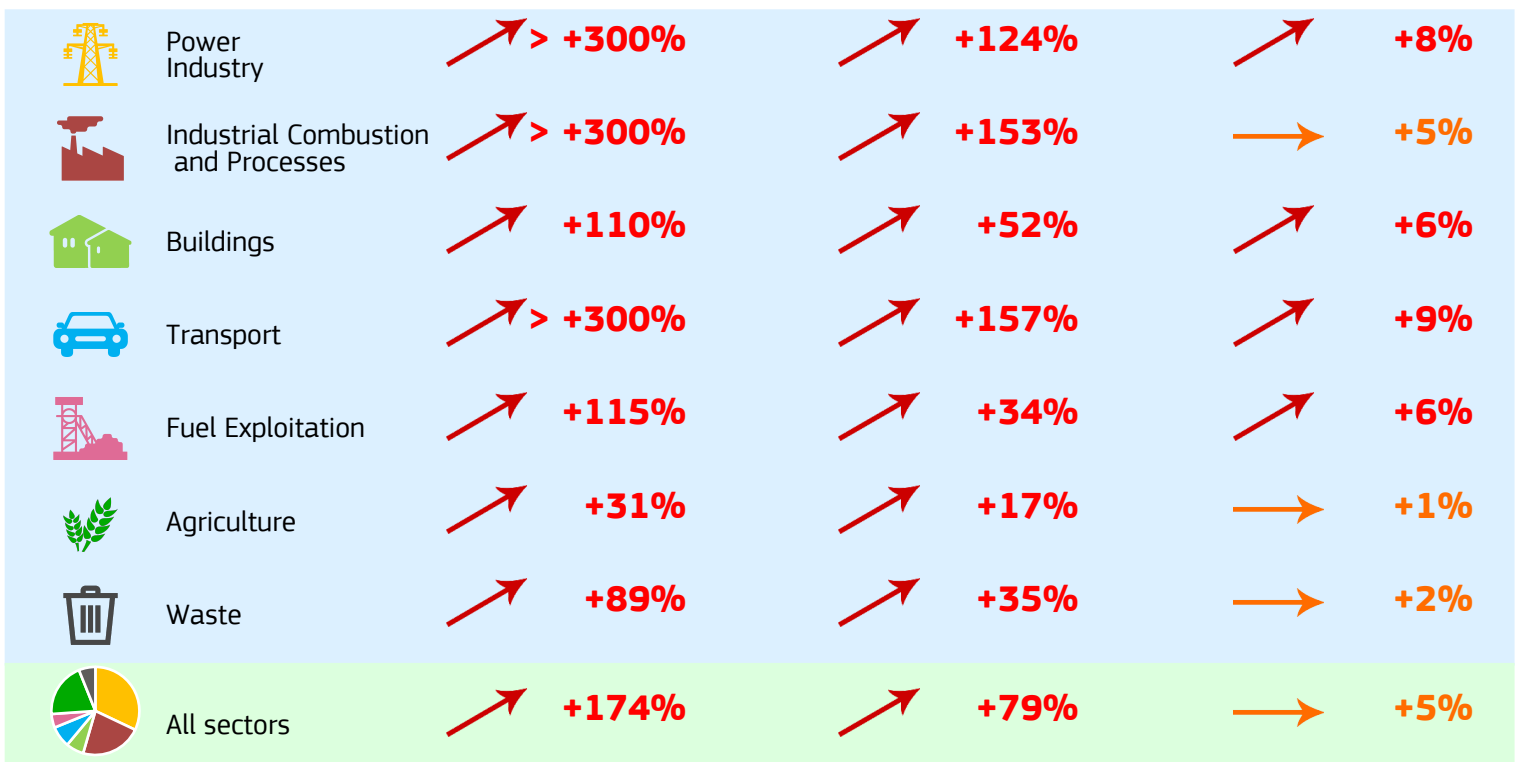 Power
Industry
> +300%
+124%
+8%
Industrial Combustion
and Processes
> +300%
+153%
+5%
Buildings
+110%
+52%
+6%
Transport
> +300%
+157%
+9%
Fuel Exploitation
+115%
+34%
+6%
Agriculture
+31%
+17%
+1%
Waste
+89%
+35%
+2%
All sectors
+174%
+79%
+5%